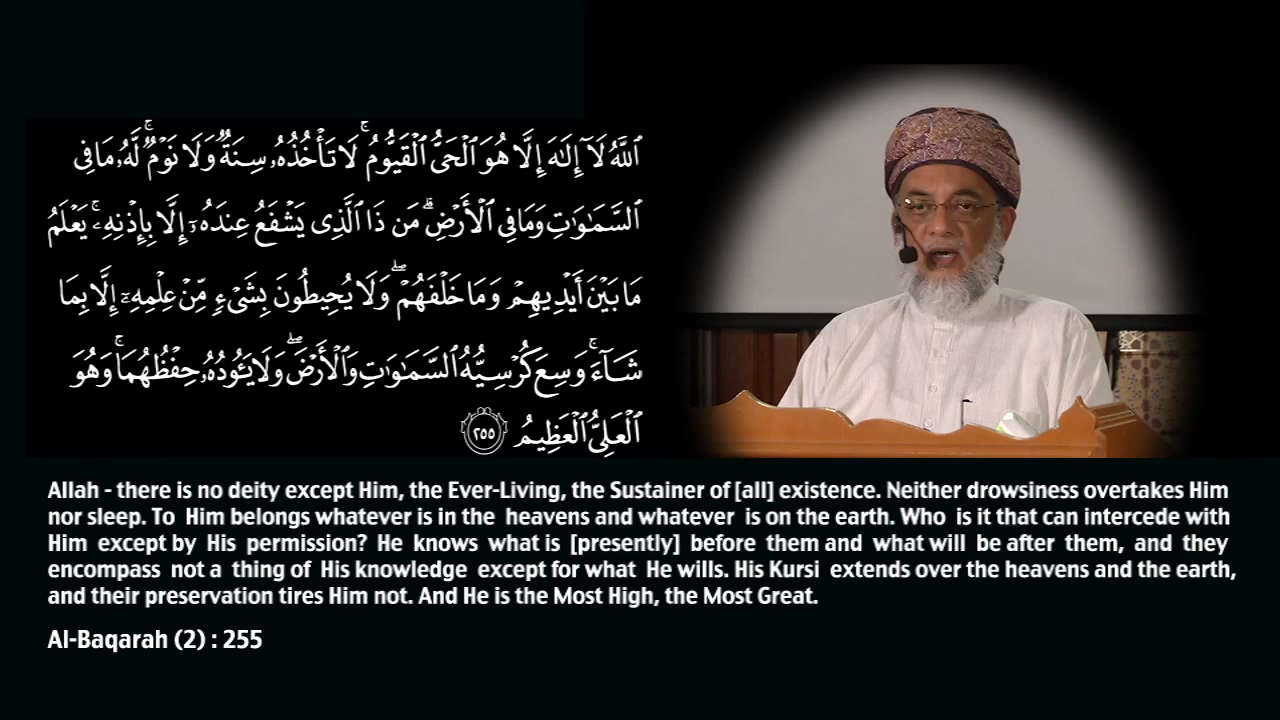 ٱللَّهُ لَآ إِلَـٰهَ إِلَّا هُوَ ٱلْحَىُّ ٱلْقَيُّومُ ۚ لَا تَأْخُذُهُۥ سِنَةٌ وَلَا نَوْمٌ ۚ لَّهُۥ مَا فِى
ٱلسَّمَـٰوَٰتِ وَمَا فِى ٱلْأَرْضِ ۗ مَن ذَا ٱلَّذِى يَشْفَعُ عِندَهُۥٓ إِلَّا بِإِذْنِهِۦ ۚ يَعْلَمُ
مَا بَيْنَ أَيْدِيهِمْ وَمَا خَلْفَهُمْ ۖ وَلَا يُحِيطُونَ بِشَىْءٍ مِّنْ عِلْمِهِۦٓ إِلَّا بِمَا
شَآءَ ۚ وَسِعَ كُرْسِيُّهُ ٱلسَّمَـٰوَٰتِ وَٱلْأَرْضَ ۖ وَلَا يَـُٔودُهُۥ حِفْظُهُمَا ۚ وَهُوَ
ٱلْعَلِىُّ ٱلْعَظِيمُ ٢٥٥
Allah - there is no deity except Him, the Ever-Living, the Sustainer of [all] existence. Neither drowsiness overtakes Him
nor sleep. To Him belongs whatever is in the heavens and whatever is on the earth. Who is it that can intercede with
Him except by His permission? He knows what is [presently] before them and what will be after them, and they
encompass not a thing of His knowledge except for what He wills. His Kursi extends over the heavens and the earth,
and their preservation tires Him not. And He is the Most High, the Most Great.
Al-Baqarah (2) : 255